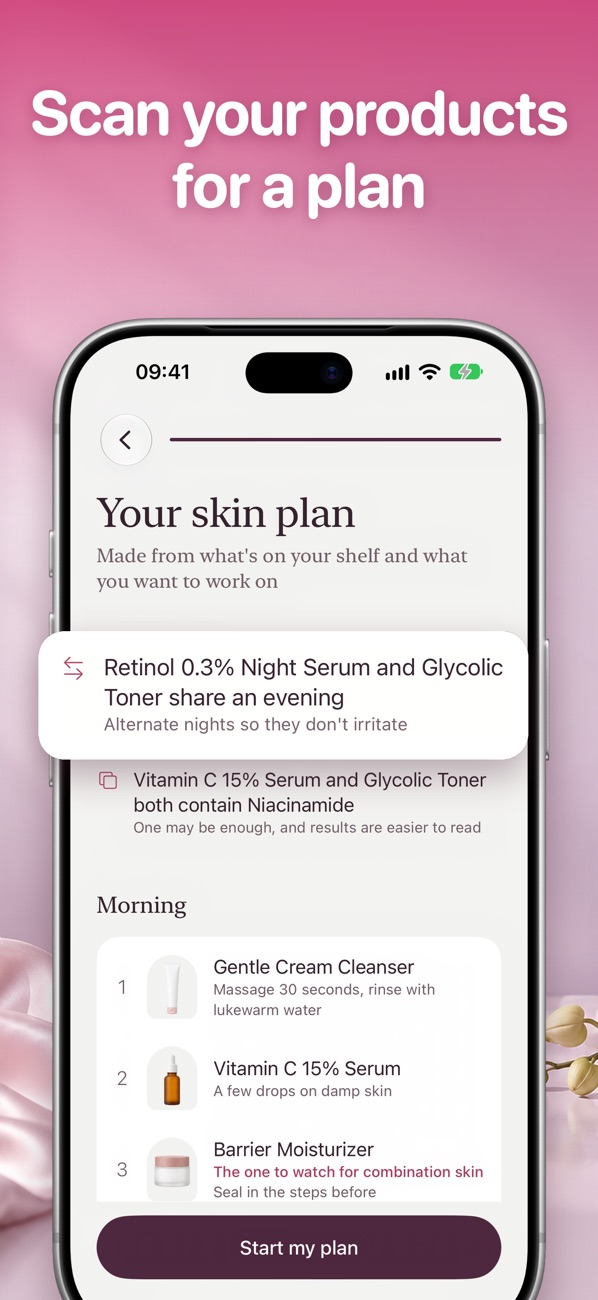 Scan your products
for a plan
09:41
Your skin plan
Made from what's on your shelf and what
you want to work on
Retinol 0.3% Night Serum and Glycolic
Toner share an evening
Alternate nights so they don't irritate
Vitamin C 15% Serum and Glycolic Toner
both contain Niacinamide
One may be enough, and results are easier to read
Morning
1
Gentle Cream Cleanser
Massage 30 seconds, rinse with
lukewarm water
2
Vitamin C 15% Serum
A few drops on damp skin
3
Barrier Moisturizer
The one to watch for combination skin
Seal in the steps before
Start my plan